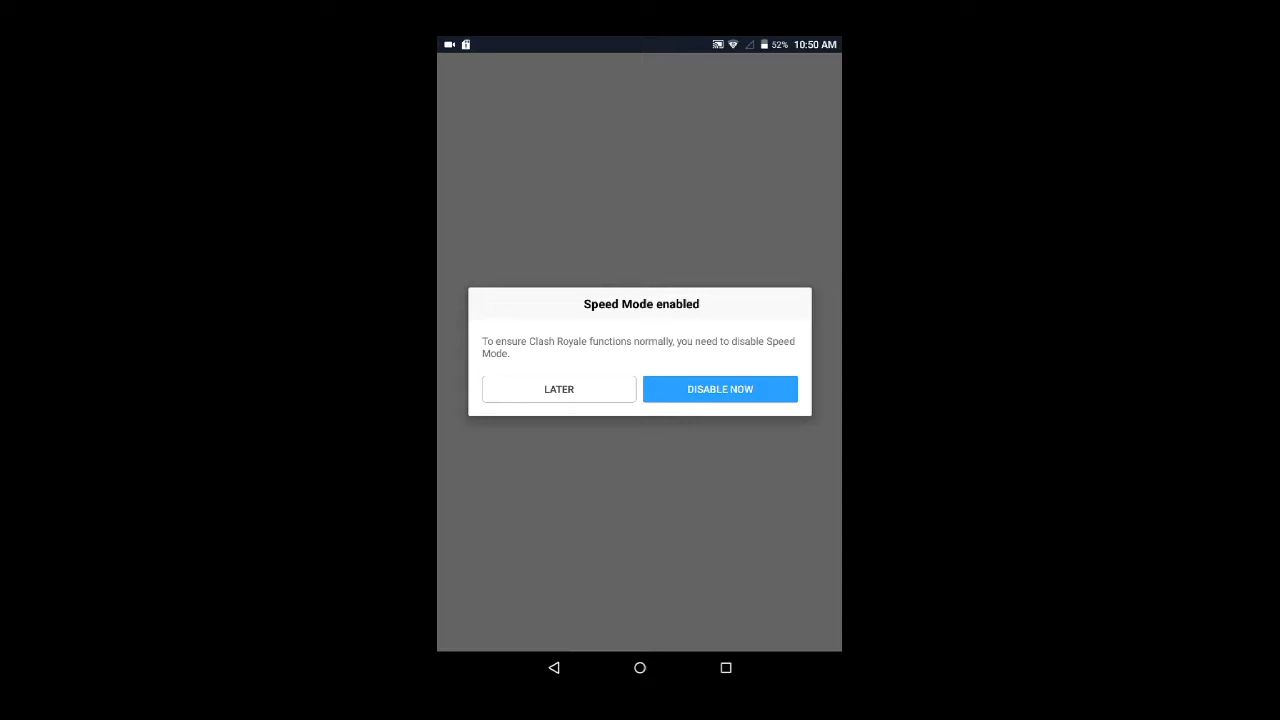 52% 10:50 AM
Speed Mode enabled
To ensure Clash Royale functions normally, you need to disable Speed
Mode.
LATER
DISABLE NOW